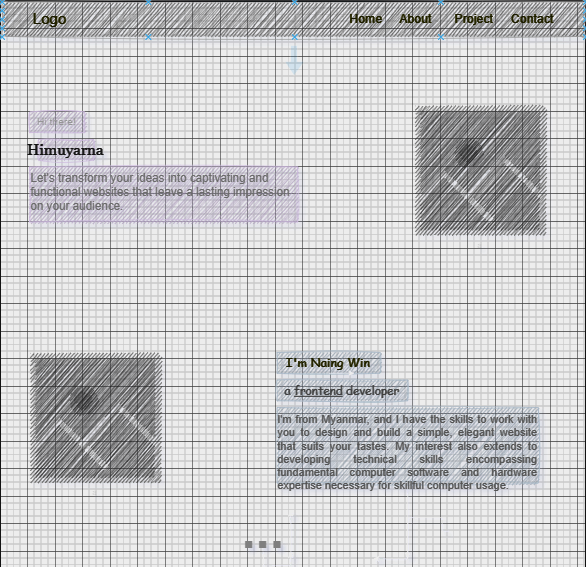 Logo Home About Project Contact
Hi there!
Himuyarna
Let's transform your ideas into captivating and
functional websites that leave a lasting impression
on your audience.
I'm Naing Win
a frontend developer
I'm from Myanmar, and I have the skills to work with
you to design and build a simple, elegant website
that suits your tastes. My interest also extends to
developing technical skills encompassing
fundamental computer software and hardware
expertise necessary for skillful computer usage.